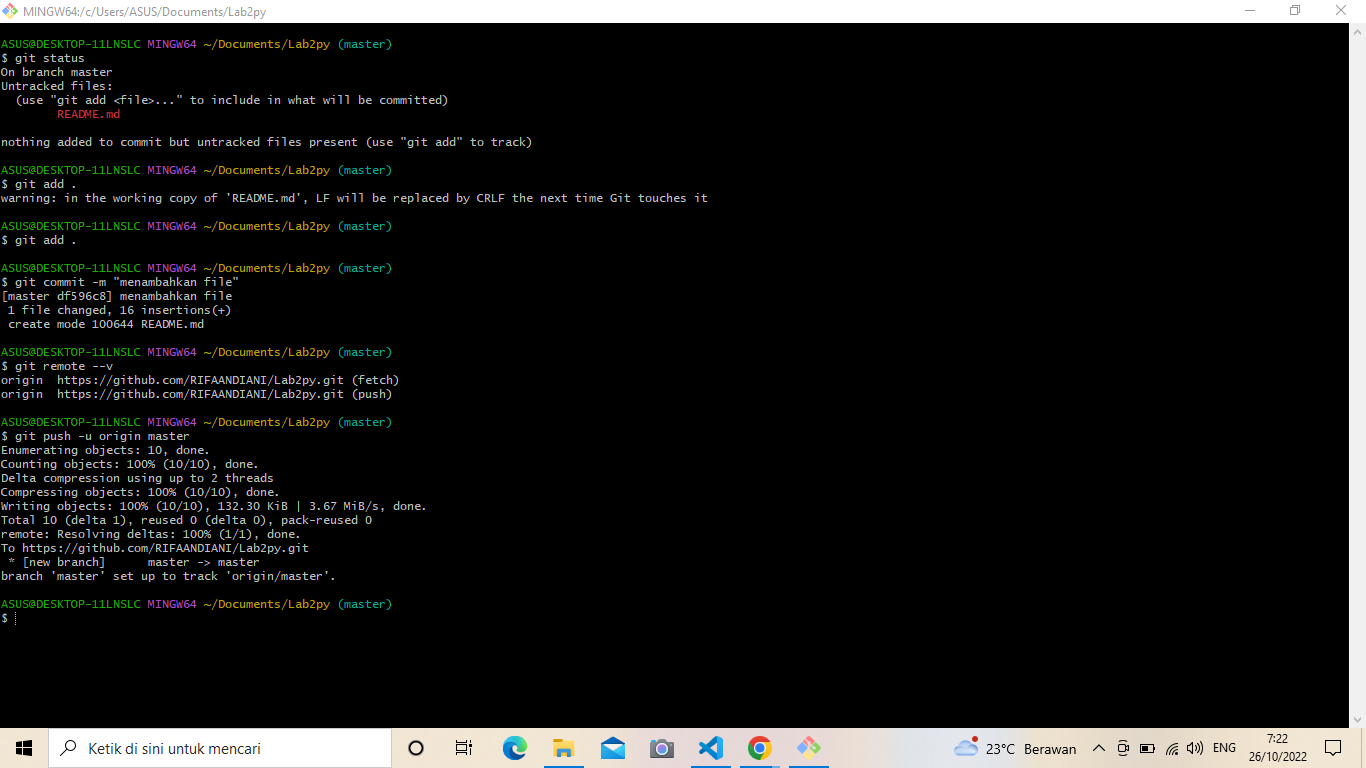 MINGW64:/c/Users/ASUS/Documents/Lab2py
ASUS@DESKTOP-11LNSLC MINGW64 ~/Documents/Lab2py (master)
$ git status
On branch master
Untracked files:
  (use "git add <file>..." to include in what will be committed)
        README.md
nothing added to commit but untracked files present (use "git add" to track)
ASUS@DESKTOP-11LNSLC MINGW64 ~/Documents/Lab2py (master)
$ git add .
warning: in the working copy of 'README.md', LF will be replaced by CRLF the next time Git touches it
ASUS@DESKTOP-11LNSLC MINGW64 ~/Documents/Lab2py (master)
$ git add .
ASUS@DESKTOP-11LNSLC MINGW64 ~/Documents/Lab2py (master)
$ git commit -m "menambahkan file"
[master df596c8] menambahkan file
 1 file changed, 16 insertions(+)
 create mode 100644 README.md
ASUS@DESKTOP-11LNSLC MINGW64 ~/Documents/Lab2py (master)
$ git remote --v
origin  https://github.com/RIFAANDIANI/Lab2py.git (fetch)
origin  https://github.com/RIFAANDIANI/Lab2py.git (push)
ASUS@DESKTOP-11LNSLC MINGW64 ~/Documents/Lab2py (master)
$ git push -u origin master
Enumerating objects: 10, done.
Counting objects: 100% (10/10), done.
Delta compression using up to 2 threads
Compressing objects: 100% (10/10), done.
Writing objects: 100% (10/10), 132.30 KiB | 3.67 MiB/s, done.
Total 10 (delta 1), reused 0 (delta 0), pack-reused 0
remote: Resolving deltas: 100% (1/1), done.
To https://github.com/RIFAANDIANI/Lab2py.git
 * [new branch]      master -> master
branch 'master' set up to track 'origin/master'.
ASUS@DESKTOP-11LNSLC MINGW64 ~/Documents/Lab2py (master)
$
Ketik di sini untuk mencari
23°C Berawan
ENG
7:22
26/10/2022